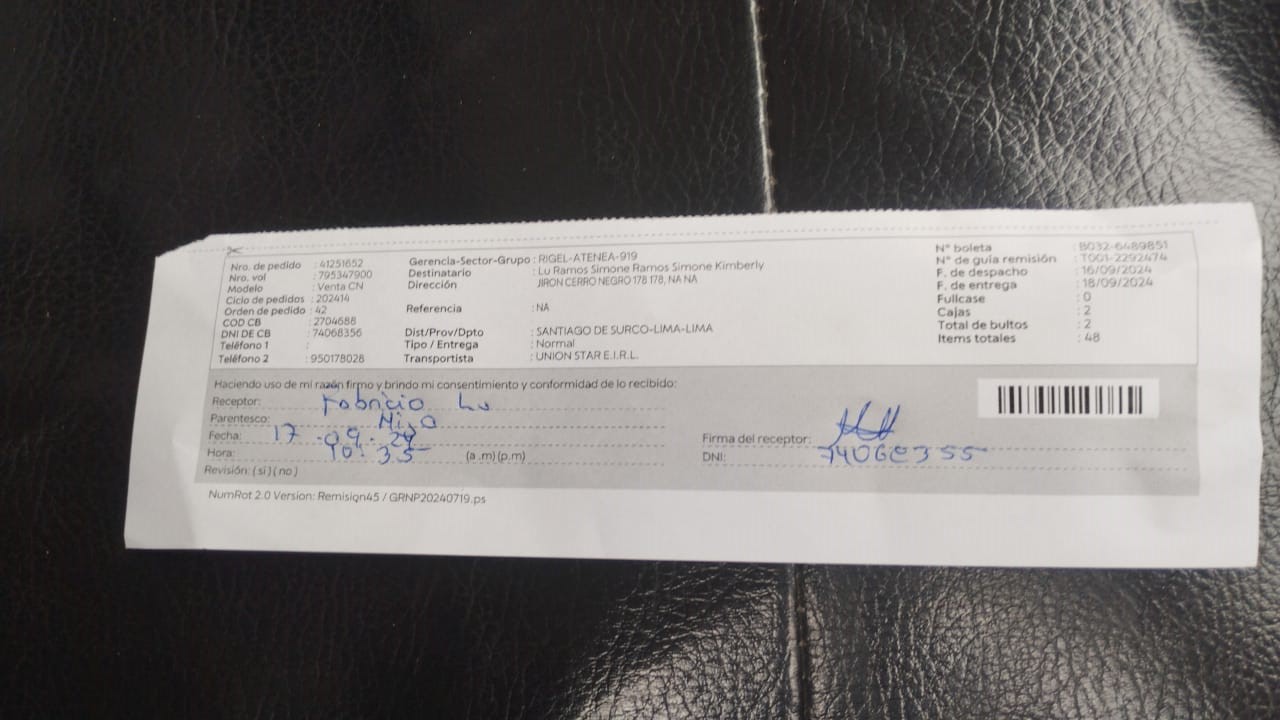 Nro. de pedido : 41251652
Nro. vol : 795347900
Modelo : Venta CN
Ciclo de pedidos : 202414
Orden de pedido : 42
COD CB : 2704688
DNI DE CB : 74068356
Teléfono 1 :
Teléfono 2 : 950178028
Gerencia-Sector-Grupo : RIGEL-ATENEA-919
Destinatario : Lu Ramos Simone Ramos Simone Kimberly
Dirección JIRON CERRO NEGRO 178 178, NA NA
Referencia : NA
Dist/Prov/Dpto : SANTIAGO DE SURCO-LIMA-LIMA
Tipo / Entrega : Normal
Transportista : UNION STAR E.I.R.L.
N° boleta : B032-6489851
N° de guía remisión : T001-2292474
F. de despacho : 16/09/2024
F. de entrega : 18/09/2024
Fullcase : 0
Cajas : 2
Total de bultos : 2
Items totales : 48
Haciendo uso de mi razón firmo y brindo mi consentimiento y conformidad de lo recibido:
Receptor: Fabricio Lu
Parentesco: Hijo
Fecha: 17-09-24
Hora: 10:35 (a.m)(p.m)
Revisión: (si)(no)
Firma del receptor:
DNI: 74068355
NumRot 2.0 Version: Remisiqn45 / GRNP20240719.ps